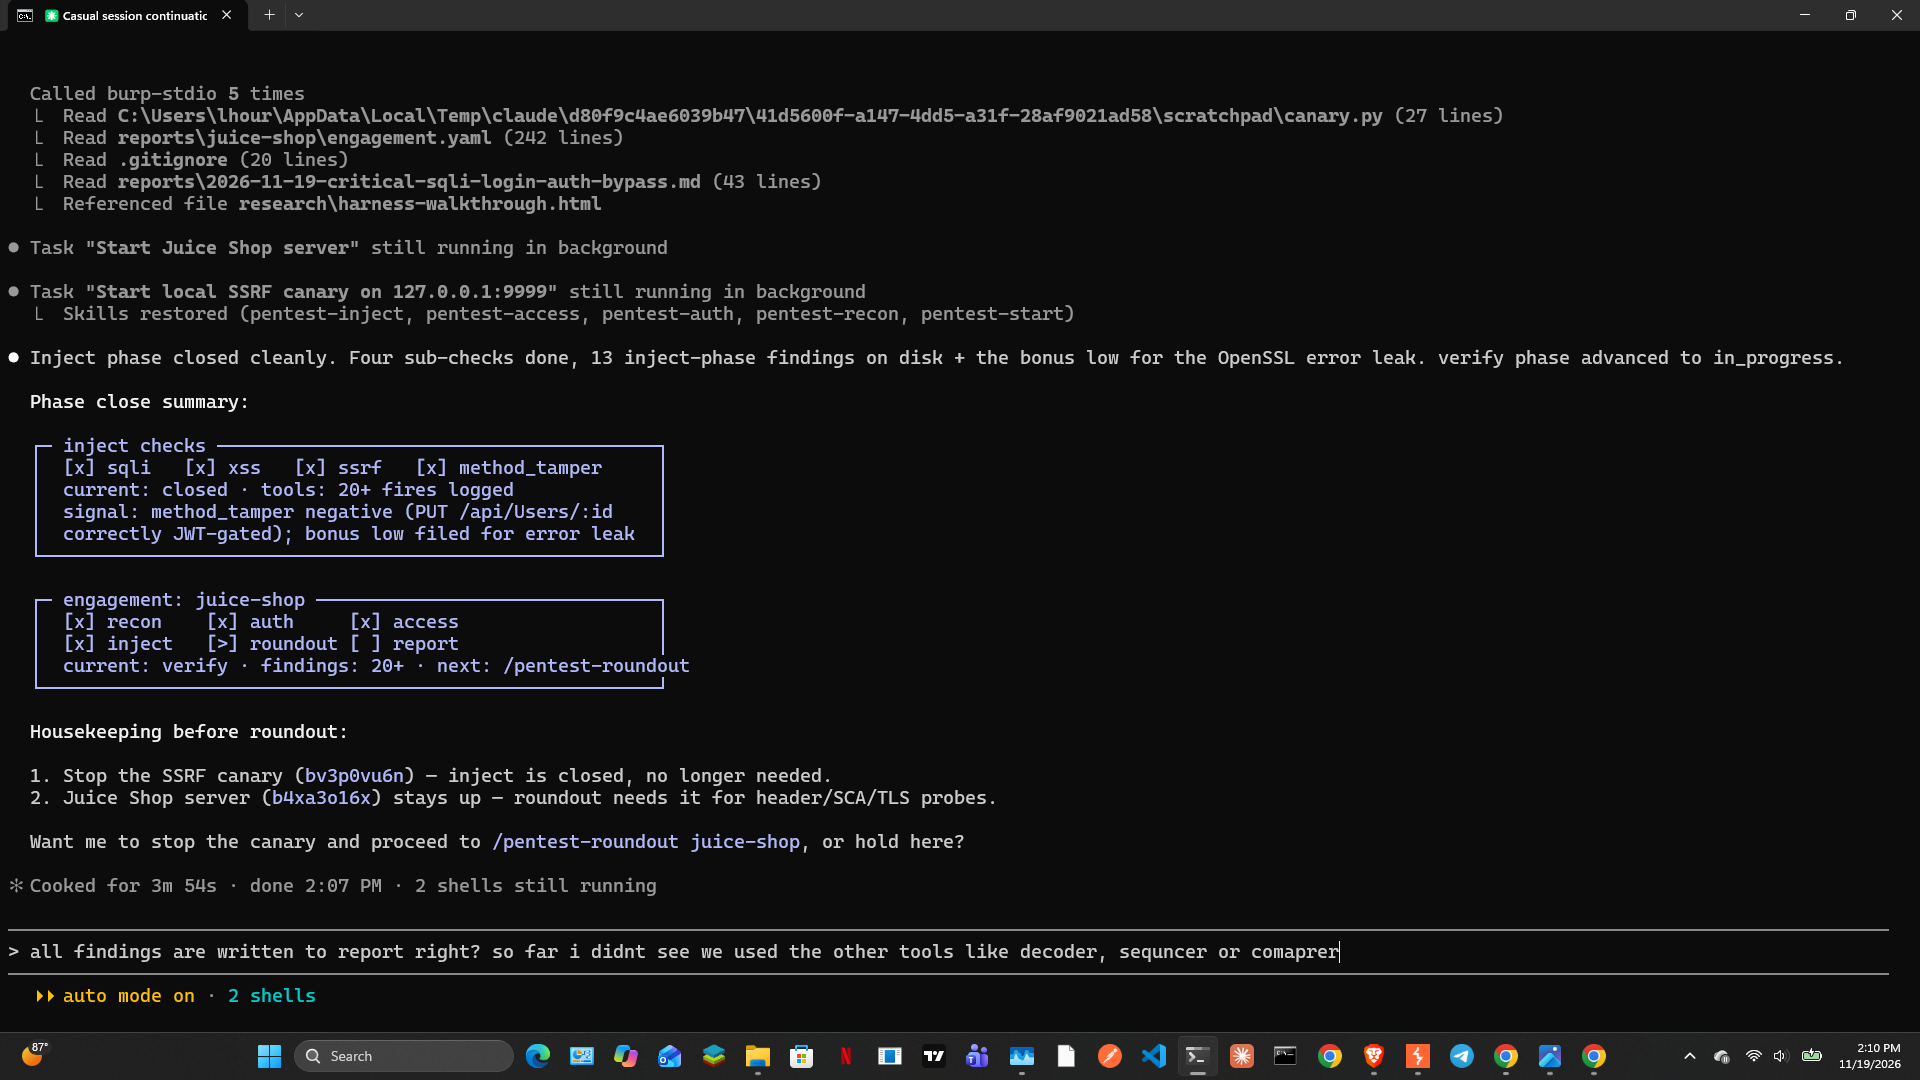 Casual session continuatic
Called burp-stdio 5 times
└ Read C:\Users\lhour\AppData\Local\Temp\claude\d80f9c4ae6039b47\41d5600f-a147-4dd5-a31f-28af9021ad58\scratchpad\canary.py (27 lines)
└ Read reports\juice-shop\engagement.yaml (242 lines)
└ Read .gitignore (20 lines)
└ Read reports\2026-11-19-critical-sqli-login-auth-bypass.md (43 lines)
└ Referenced file research\harness-walkthrough.html
● Task "Start Juice Shop server" still running in background
● Task "Start local SSRF canary on 127.0.0.1:9999" still running in background
└ Skills restored (pentest-inject, pentest-access, pentest-auth, pentest-recon, pentest-start)
● Inject phase closed cleanly. Four sub-checks done, 13 inject-phase findings on disk + the bonus low for the OpenSSL error leak. verify phase advanced to in_progress.
Phase close summary:
inject checks
[x] sqli [x] xss [x] ssrf [x] method_tamper
current: closed · tools: 20+ fires logged
signal: method_tamper negative (PUT /api/Users/:id
correctly JWT-gated); bonus low filed for error leak
engagement: juice-shop
[x] recon [x] auth [x] access
[x] inject [>] roundout [ ] report
current: verify · findings: 20+ · next: /pentest-roundout
Housekeeping before roundout:
1. Stop the SSRF canary (bv3p0vu6n) — inject is closed, no longer needed.
2. Juice Shop server (b4xa3o16x) stays up — roundout needs it for header/SCA/TLS probes.
Want me to stop the canary and proceed to /pentest-roundout juice-shop, or hold here?
✻ Cooked for 3m 54s · done 2:07 PM · 2 shells still running
> all findings are written to report right? so far i didnt see we used the other tools like decoder, sequncer or comaprer
⏵⏵ auto mode on · 2 shells
87°
Search
2:10 PM
11/19/2026